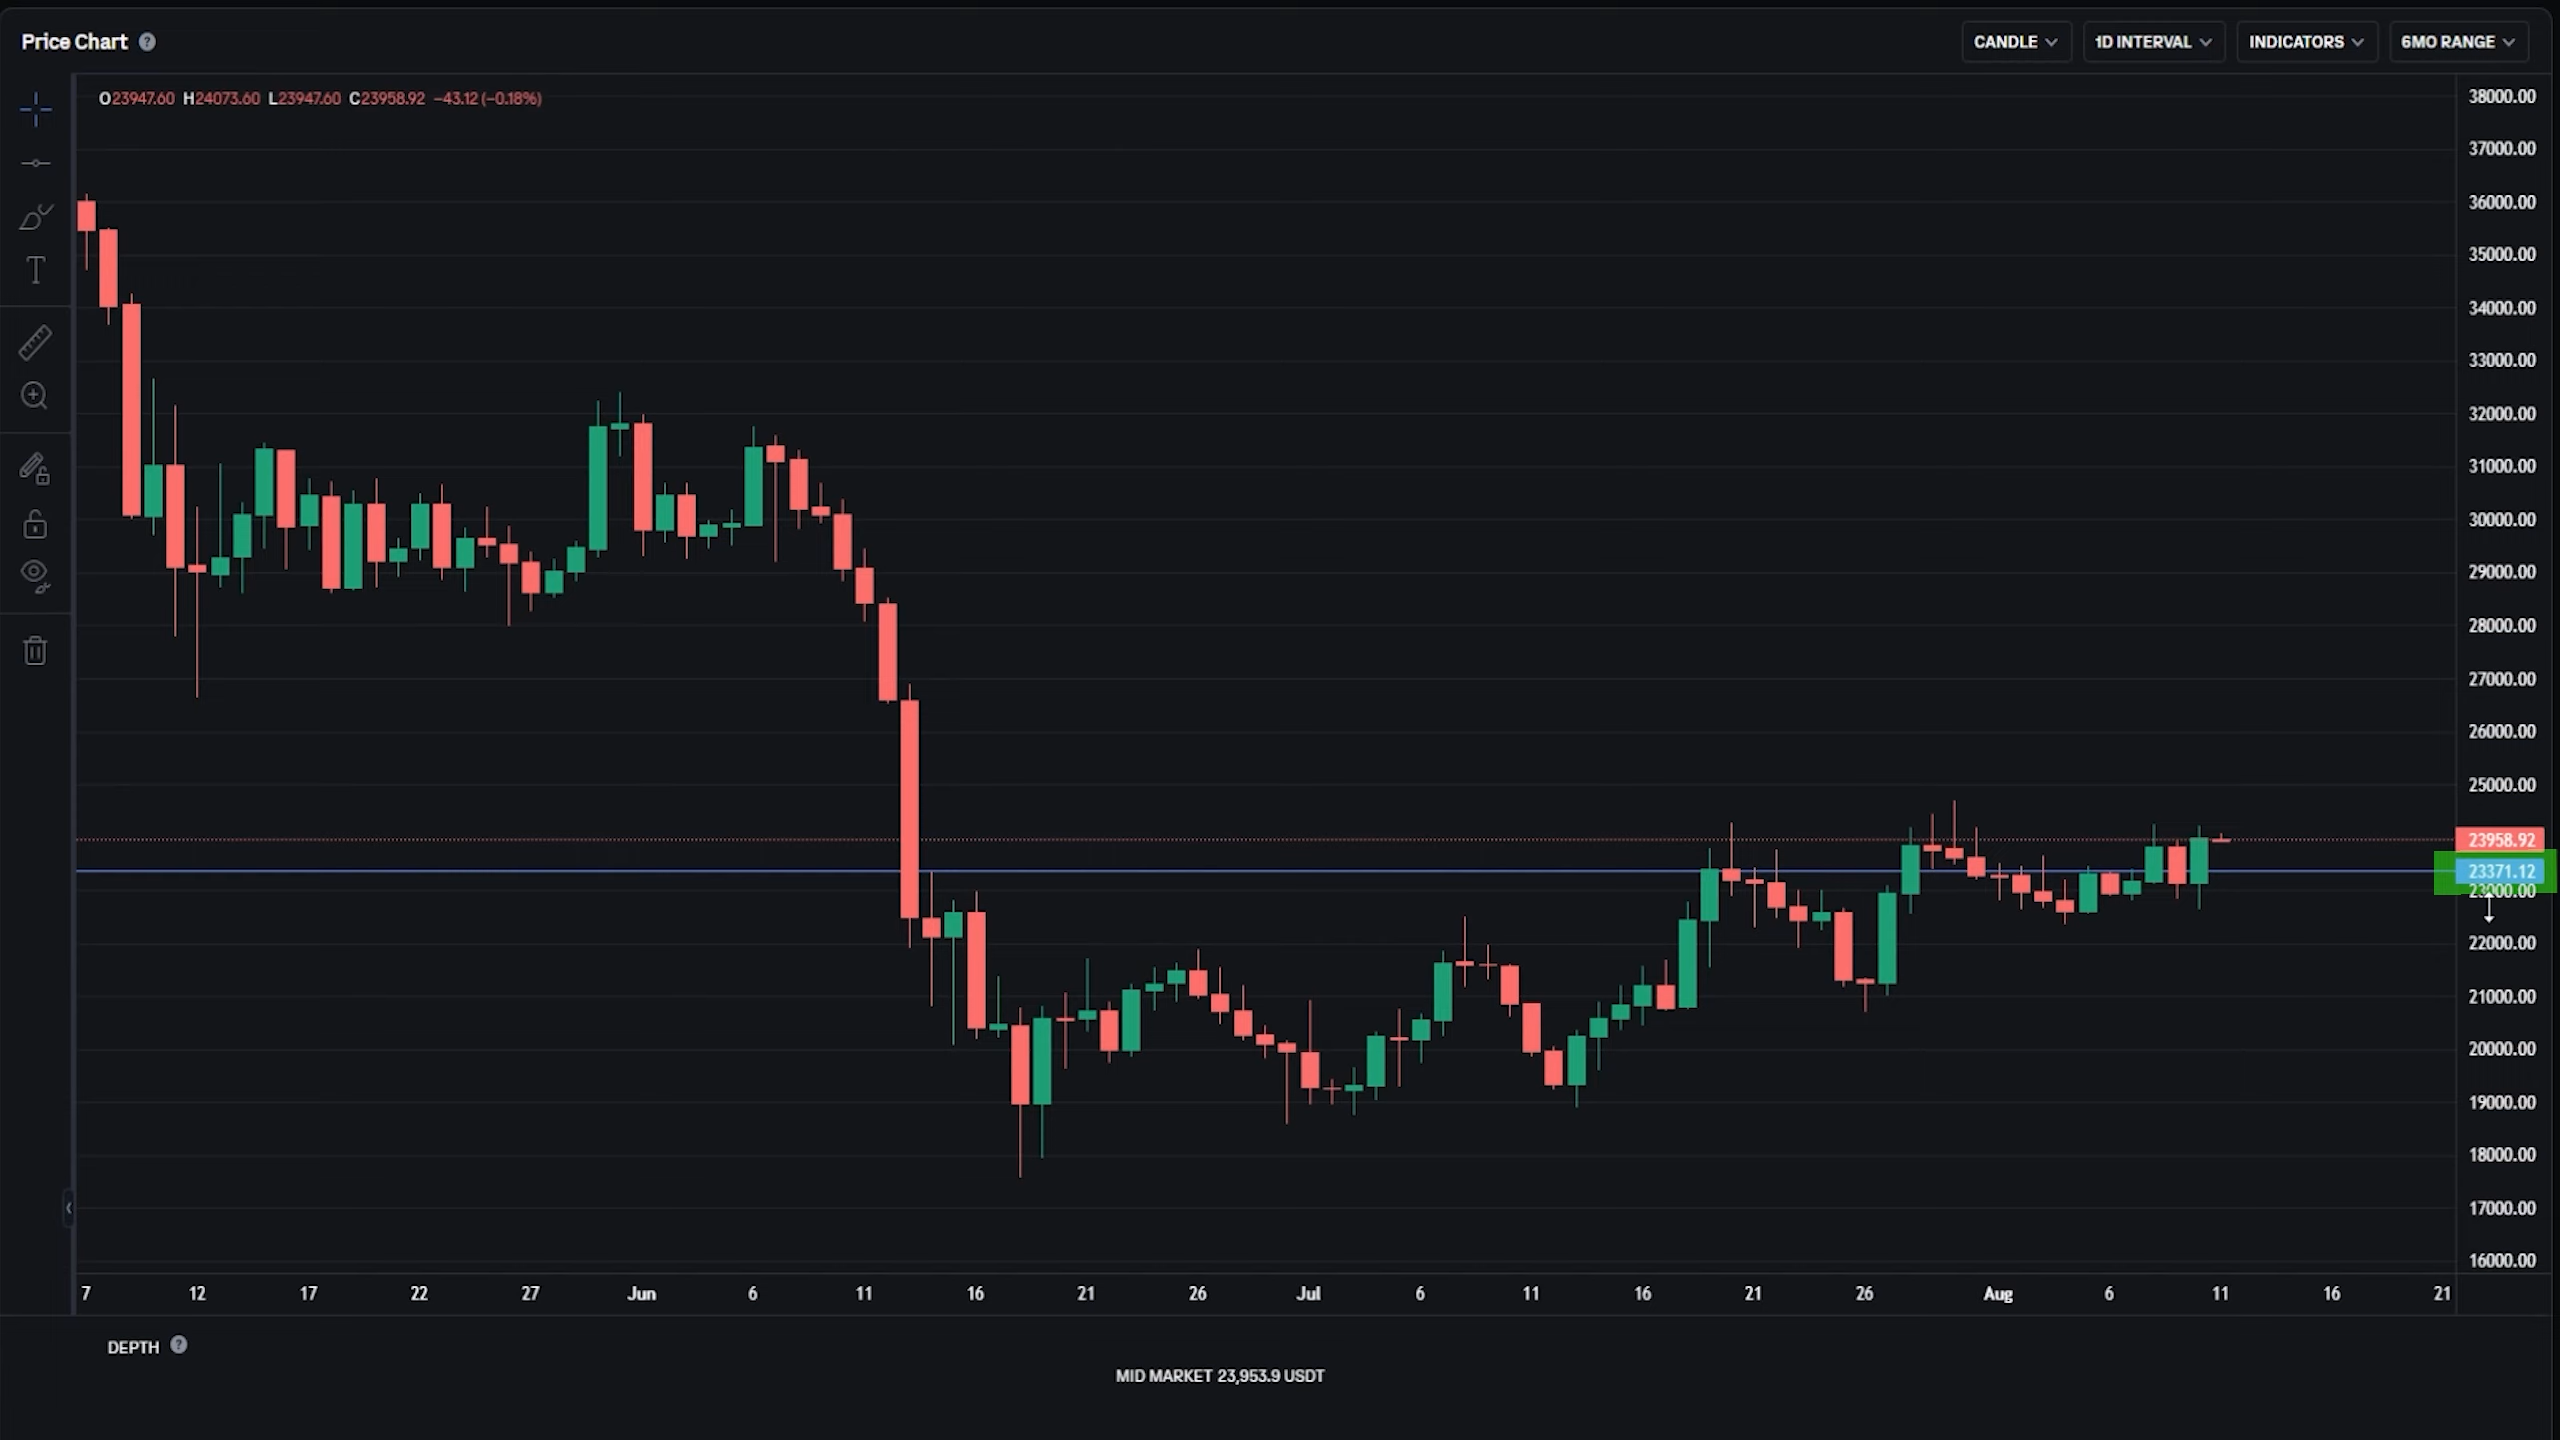 Price Chart ?
CANDLE
1D INTERVAL
INDICATORS
6MO RANGE
O23947.60 H24073.60 L23947.60 C23958.92 −43.12 (−0.18%)
T
38000.00
37000.00
36000.00
35000.00
34000.00
33000.00
32000.00
31000.00
30000.00
29000.00
28000.00
27000.00
26000.00
25000.00
23958.92
23371.12
23000.00
22000.00
21000.00
20000.00
19000.00
18000.00
17000.00
16000.00
7 12 17 22 27 Jun 6 11 16 21 26 Jul 6 11 16 21 26 Aug 6 11 16 21
DEPTH ?
MID MARKET 23,953.9 USDT